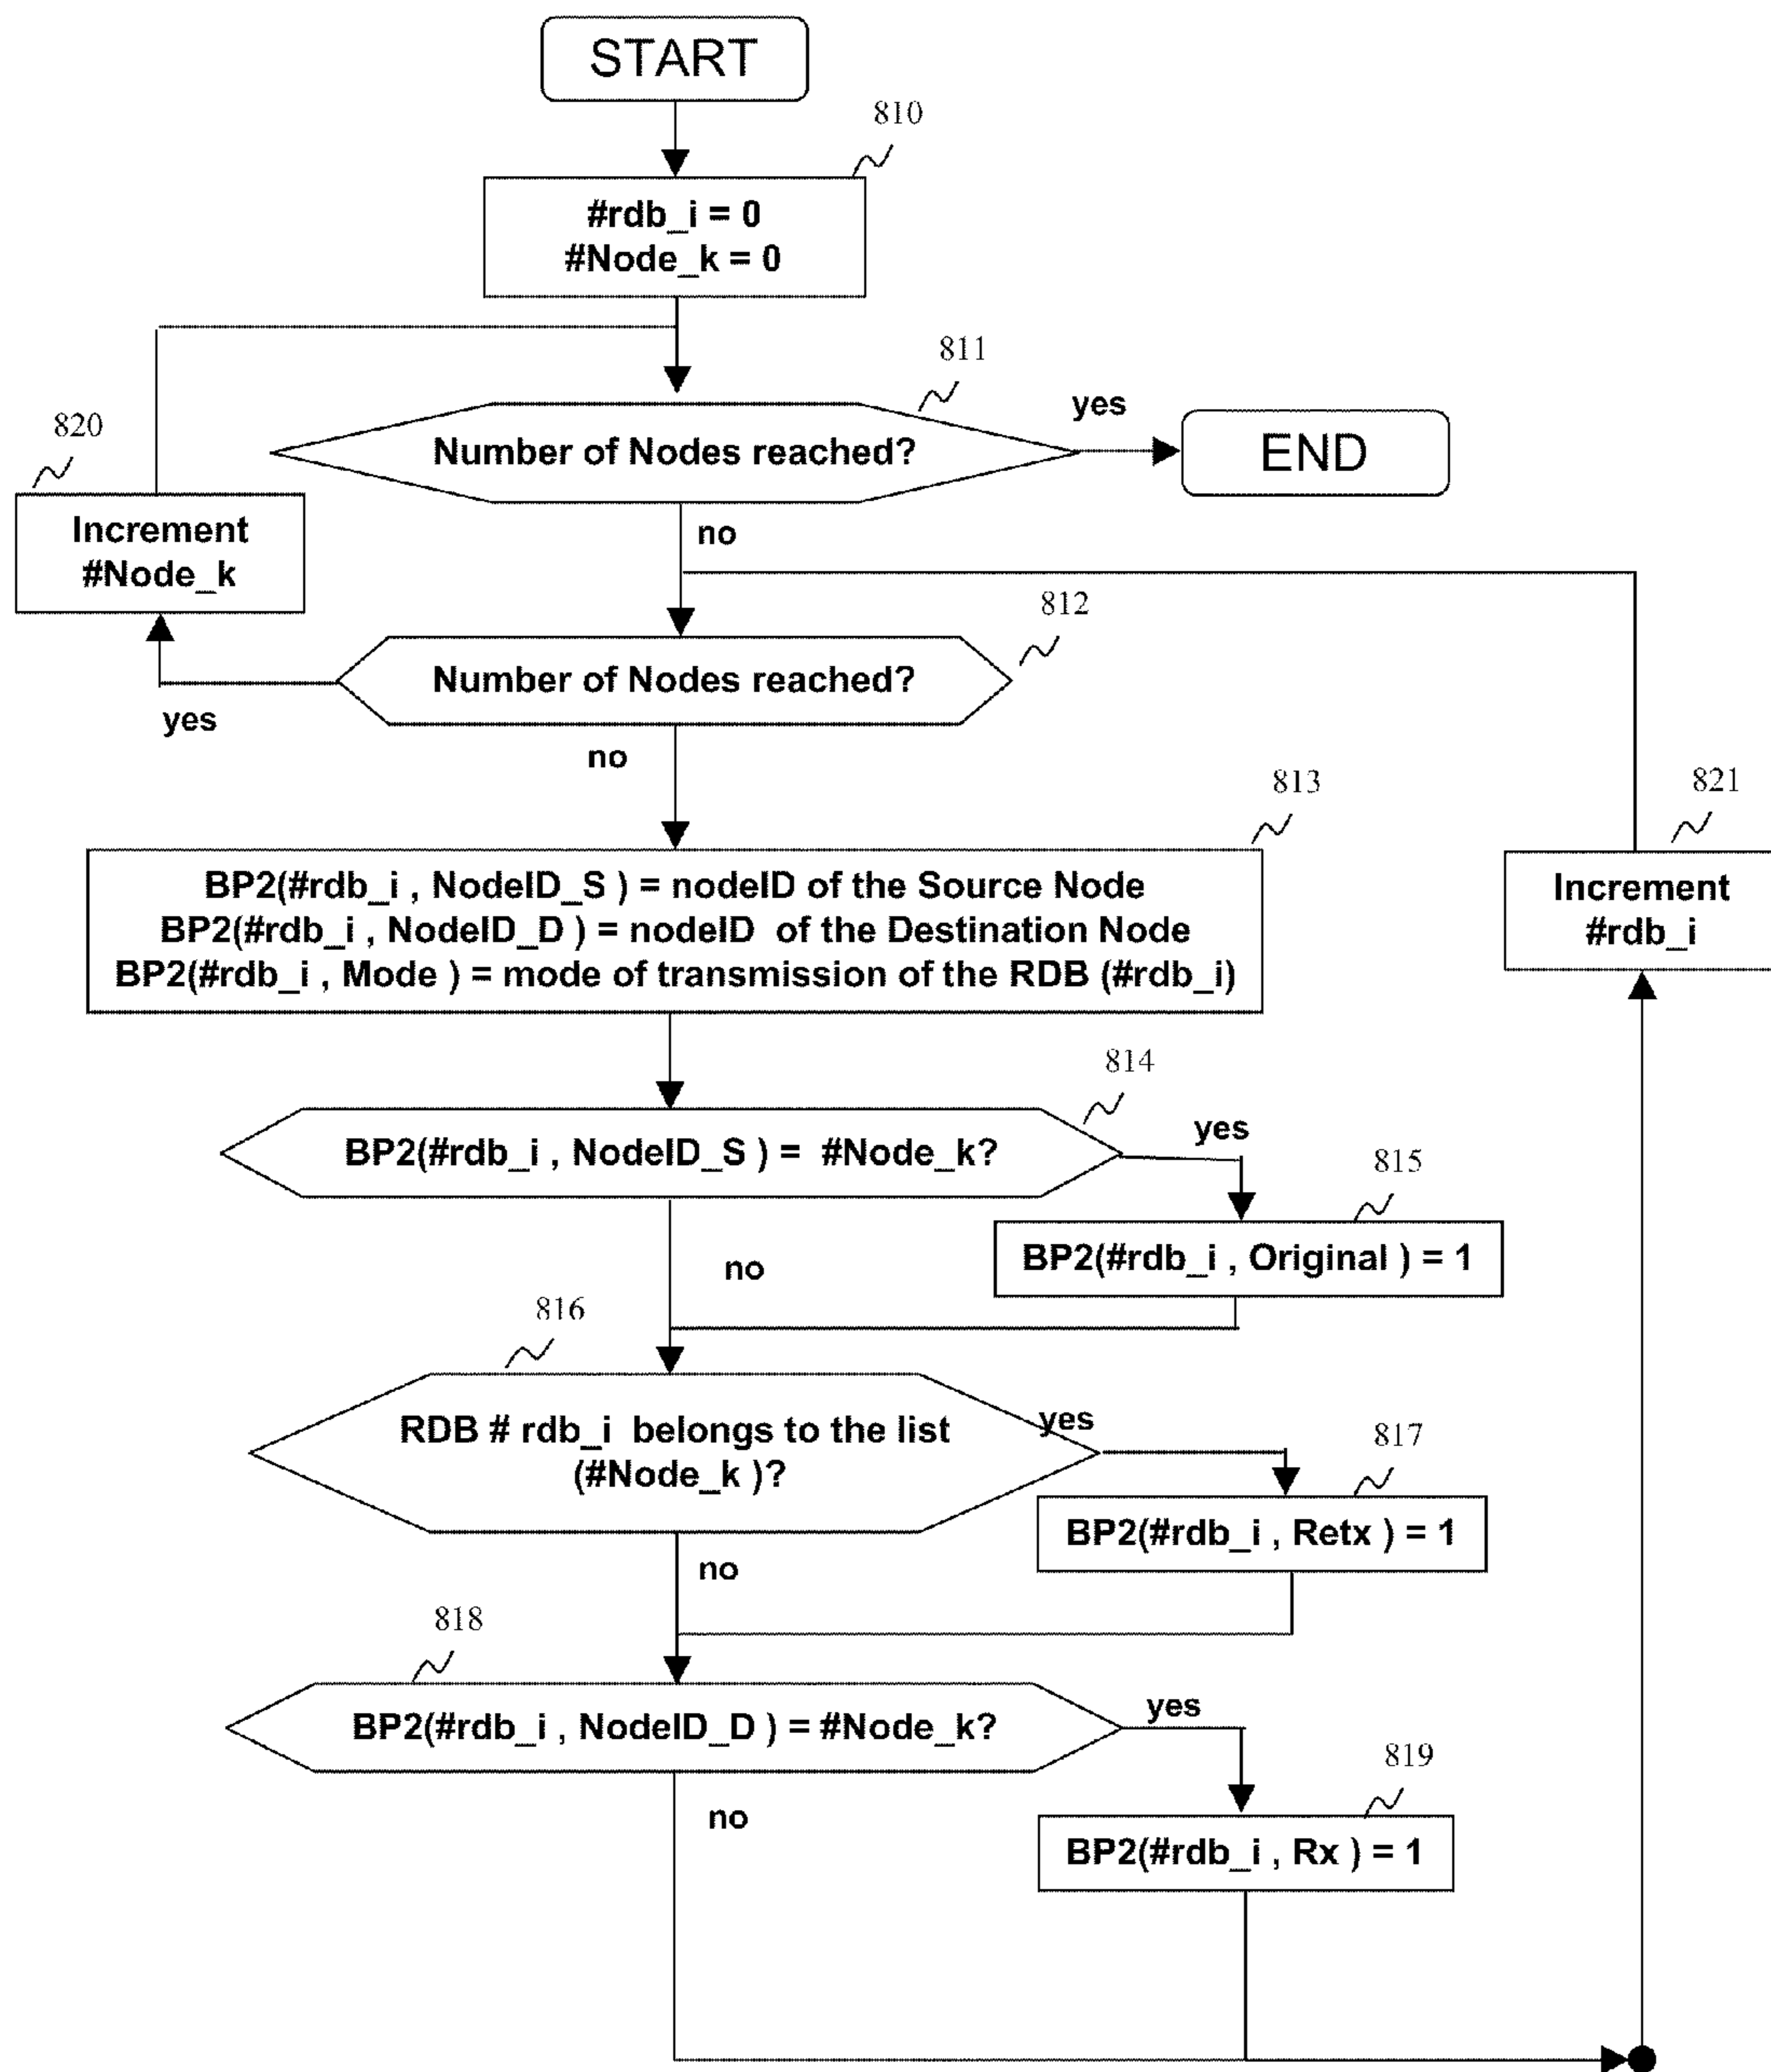 START
810
#rdb_i = 0
#Node_k = 0
811
Number of Nodes reached?
yes
END
820
Increment
#Node_k
no
812
Number of Nodes reached?
yes
no
813
BP2(#rdb_i , NodeID_S ) = nodeID of the Source Node
BP2(#rdb_i , NodeID_D ) = nodeID of the Destination Node
BP2(#rdb_i , Mode ) = mode of transmission of the RDB (#rdb_i)
821
Increment
#rdb_i
814
BP2(#rdb_i , NodeID_S ) = #Node_k?
yes
815
BP2(#rdb_i , Original ) = 1
no
816
RDB # rdb_i belongs to the list
(#Node_k )?
yes
817
BP2(#rdb_i , Retx ) = 1
no
818
BP2(#rdb_i , NodeID_D ) = #Node_k?
yes
819
BP2(#rdb_i , Rx ) = 1
no